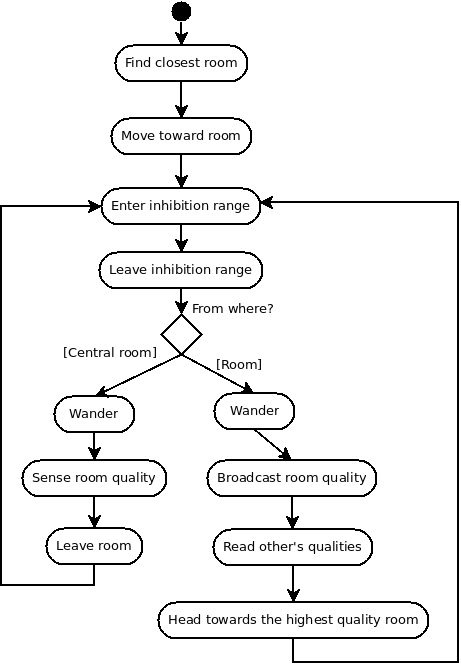 Find closest room
Move toward room
Enter inhibition range
Leave inhibition range
From where?
[Central room]
[Room]
Wander
Wander
Sense room quality
Broadcast room quality
Leave room
Read other's qualities
Head towards the highest quality room